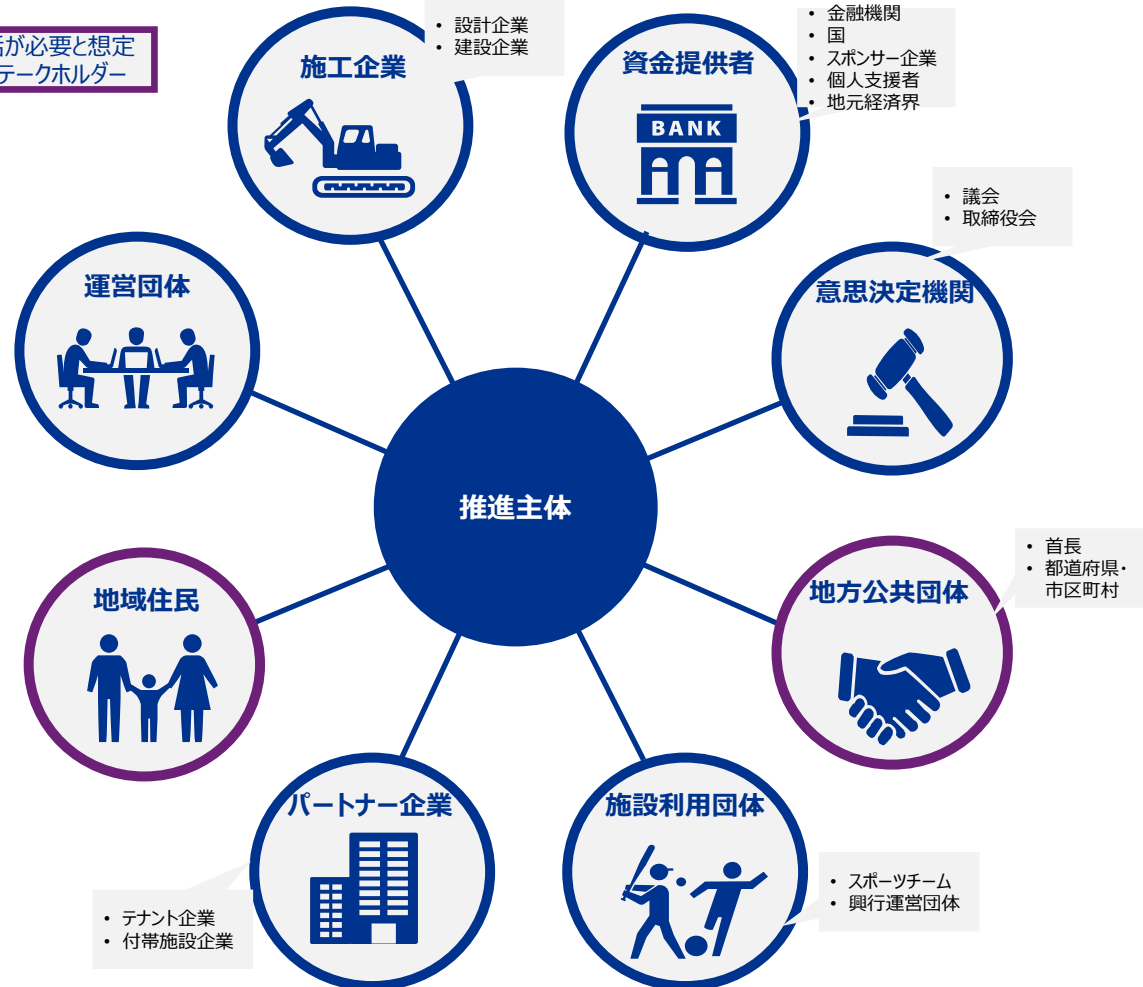 が必要と想定
テークホルダー
施工企業
・ 設計企業
・ 建設企業
資金提供者
BANK
・ 金融機関
・ 国
・ スポンサー企業
・ 個人支援者
・ 地元経済界
意思決定機関
・ 議会
・ 取締役会
運営団体
推進主体
地域住民
地方公共団体
・ 首長
・ 都道府県・
市区町村
パートナー企業
・ テナント企業
・ 付帯施設企業
施設利用団体
・ スポーツチーム
・興行運営団体